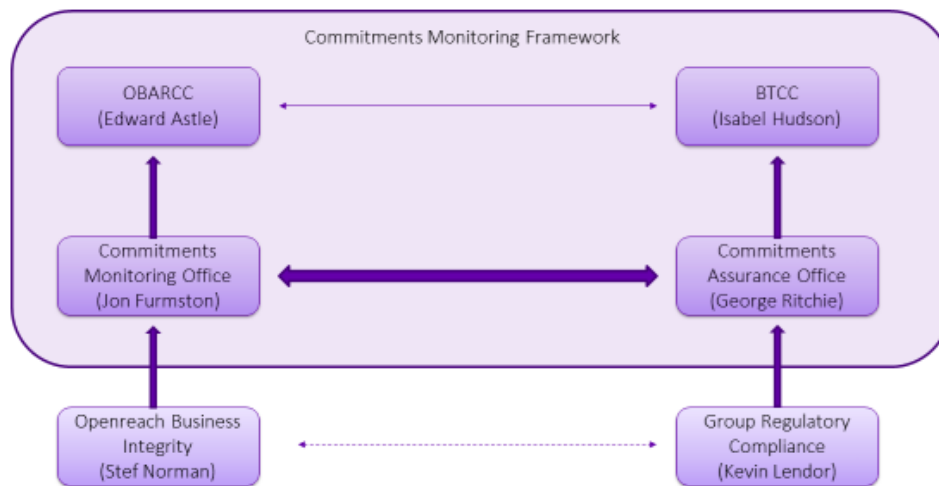 Commitments Monitoring Framework
OBARCC
(Edward Astle)
BTCC
(Isabel Hudson)
Commitments
Monitoring Office
(Jon Furmston)
Commitments
Assurance Office
(George Ritchie)
Openreach Business
Integrity
(Stef Norman)
Group Regulatory
Compliance
(Kevin Lendor)